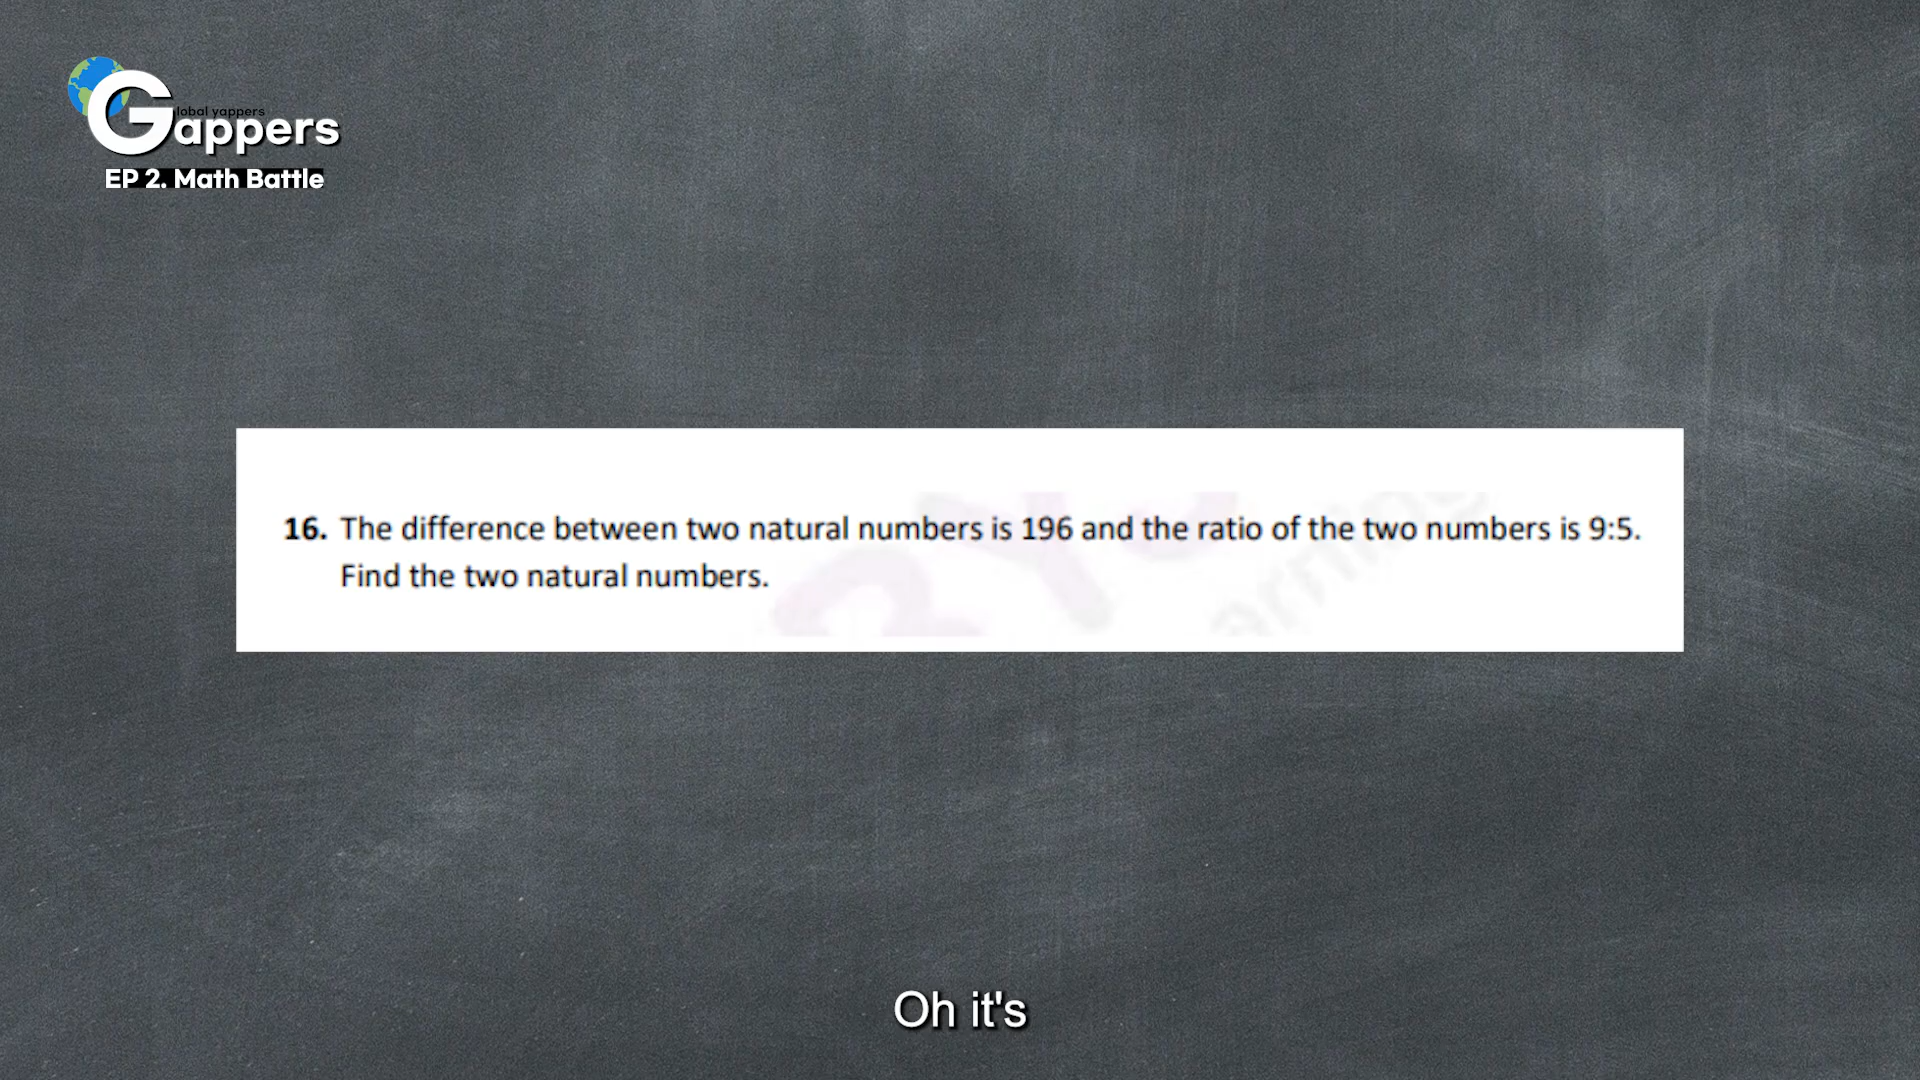 Global yappers
Gappers
EP 2. Math Battle
16. The difference between two natural numbers is 196 and the ratio of the two numbers is 9:5.
Find the two natural numbers.
Oh it's